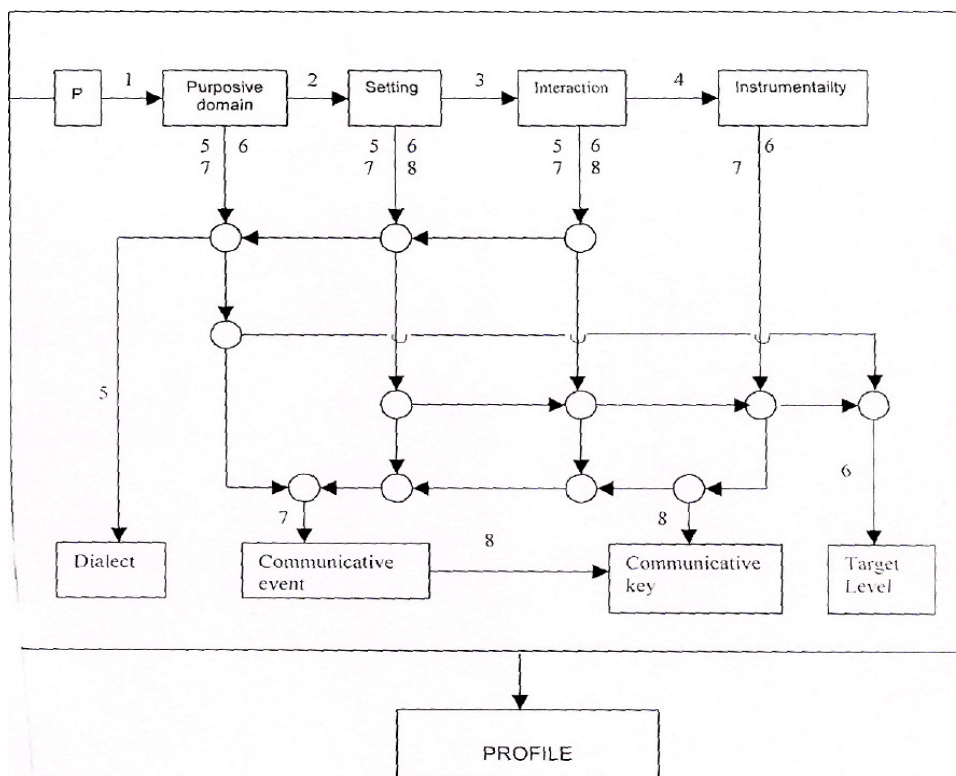 P
1
Purposive
domain
2
Setting
3
Interaction
4
Instrumentailty
5 6
7
5 6
7 8
5 6
7 8
6
7
5
6
7
8
8
Dialect
Communicative
event
Communicative
key
Target
Level
PROFILE